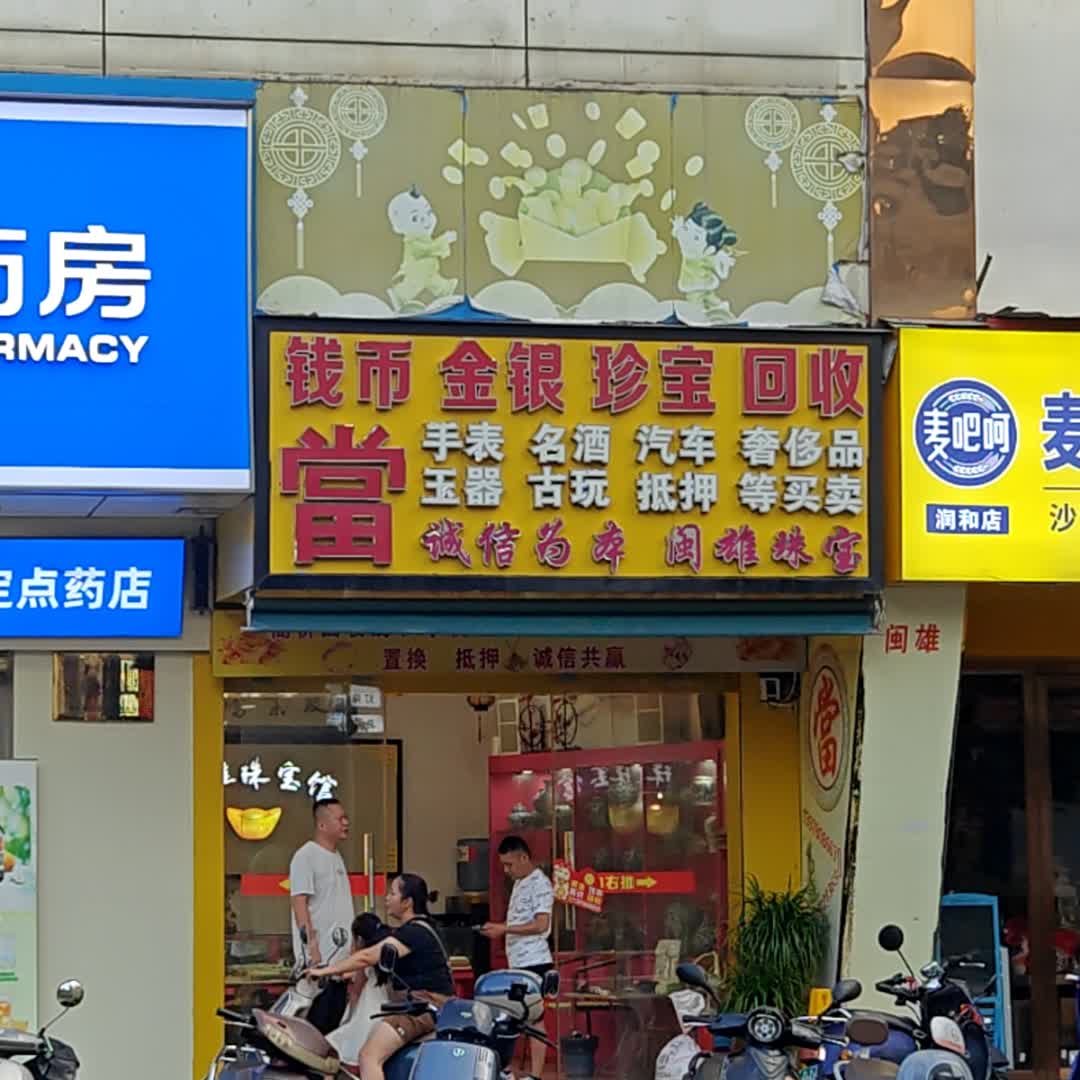 房
RMACY
定点药店
钱币 金银 珍宝 回收
當
手表 名酒 汽车 奢侈品
玉器 古玩 抵押 等买卖
诚信为本 闽雄珠宝
置换 抵押 诚信共赢
麦吧呵
麦
润和店
沙
闽雄
當
珠宝馆
右推